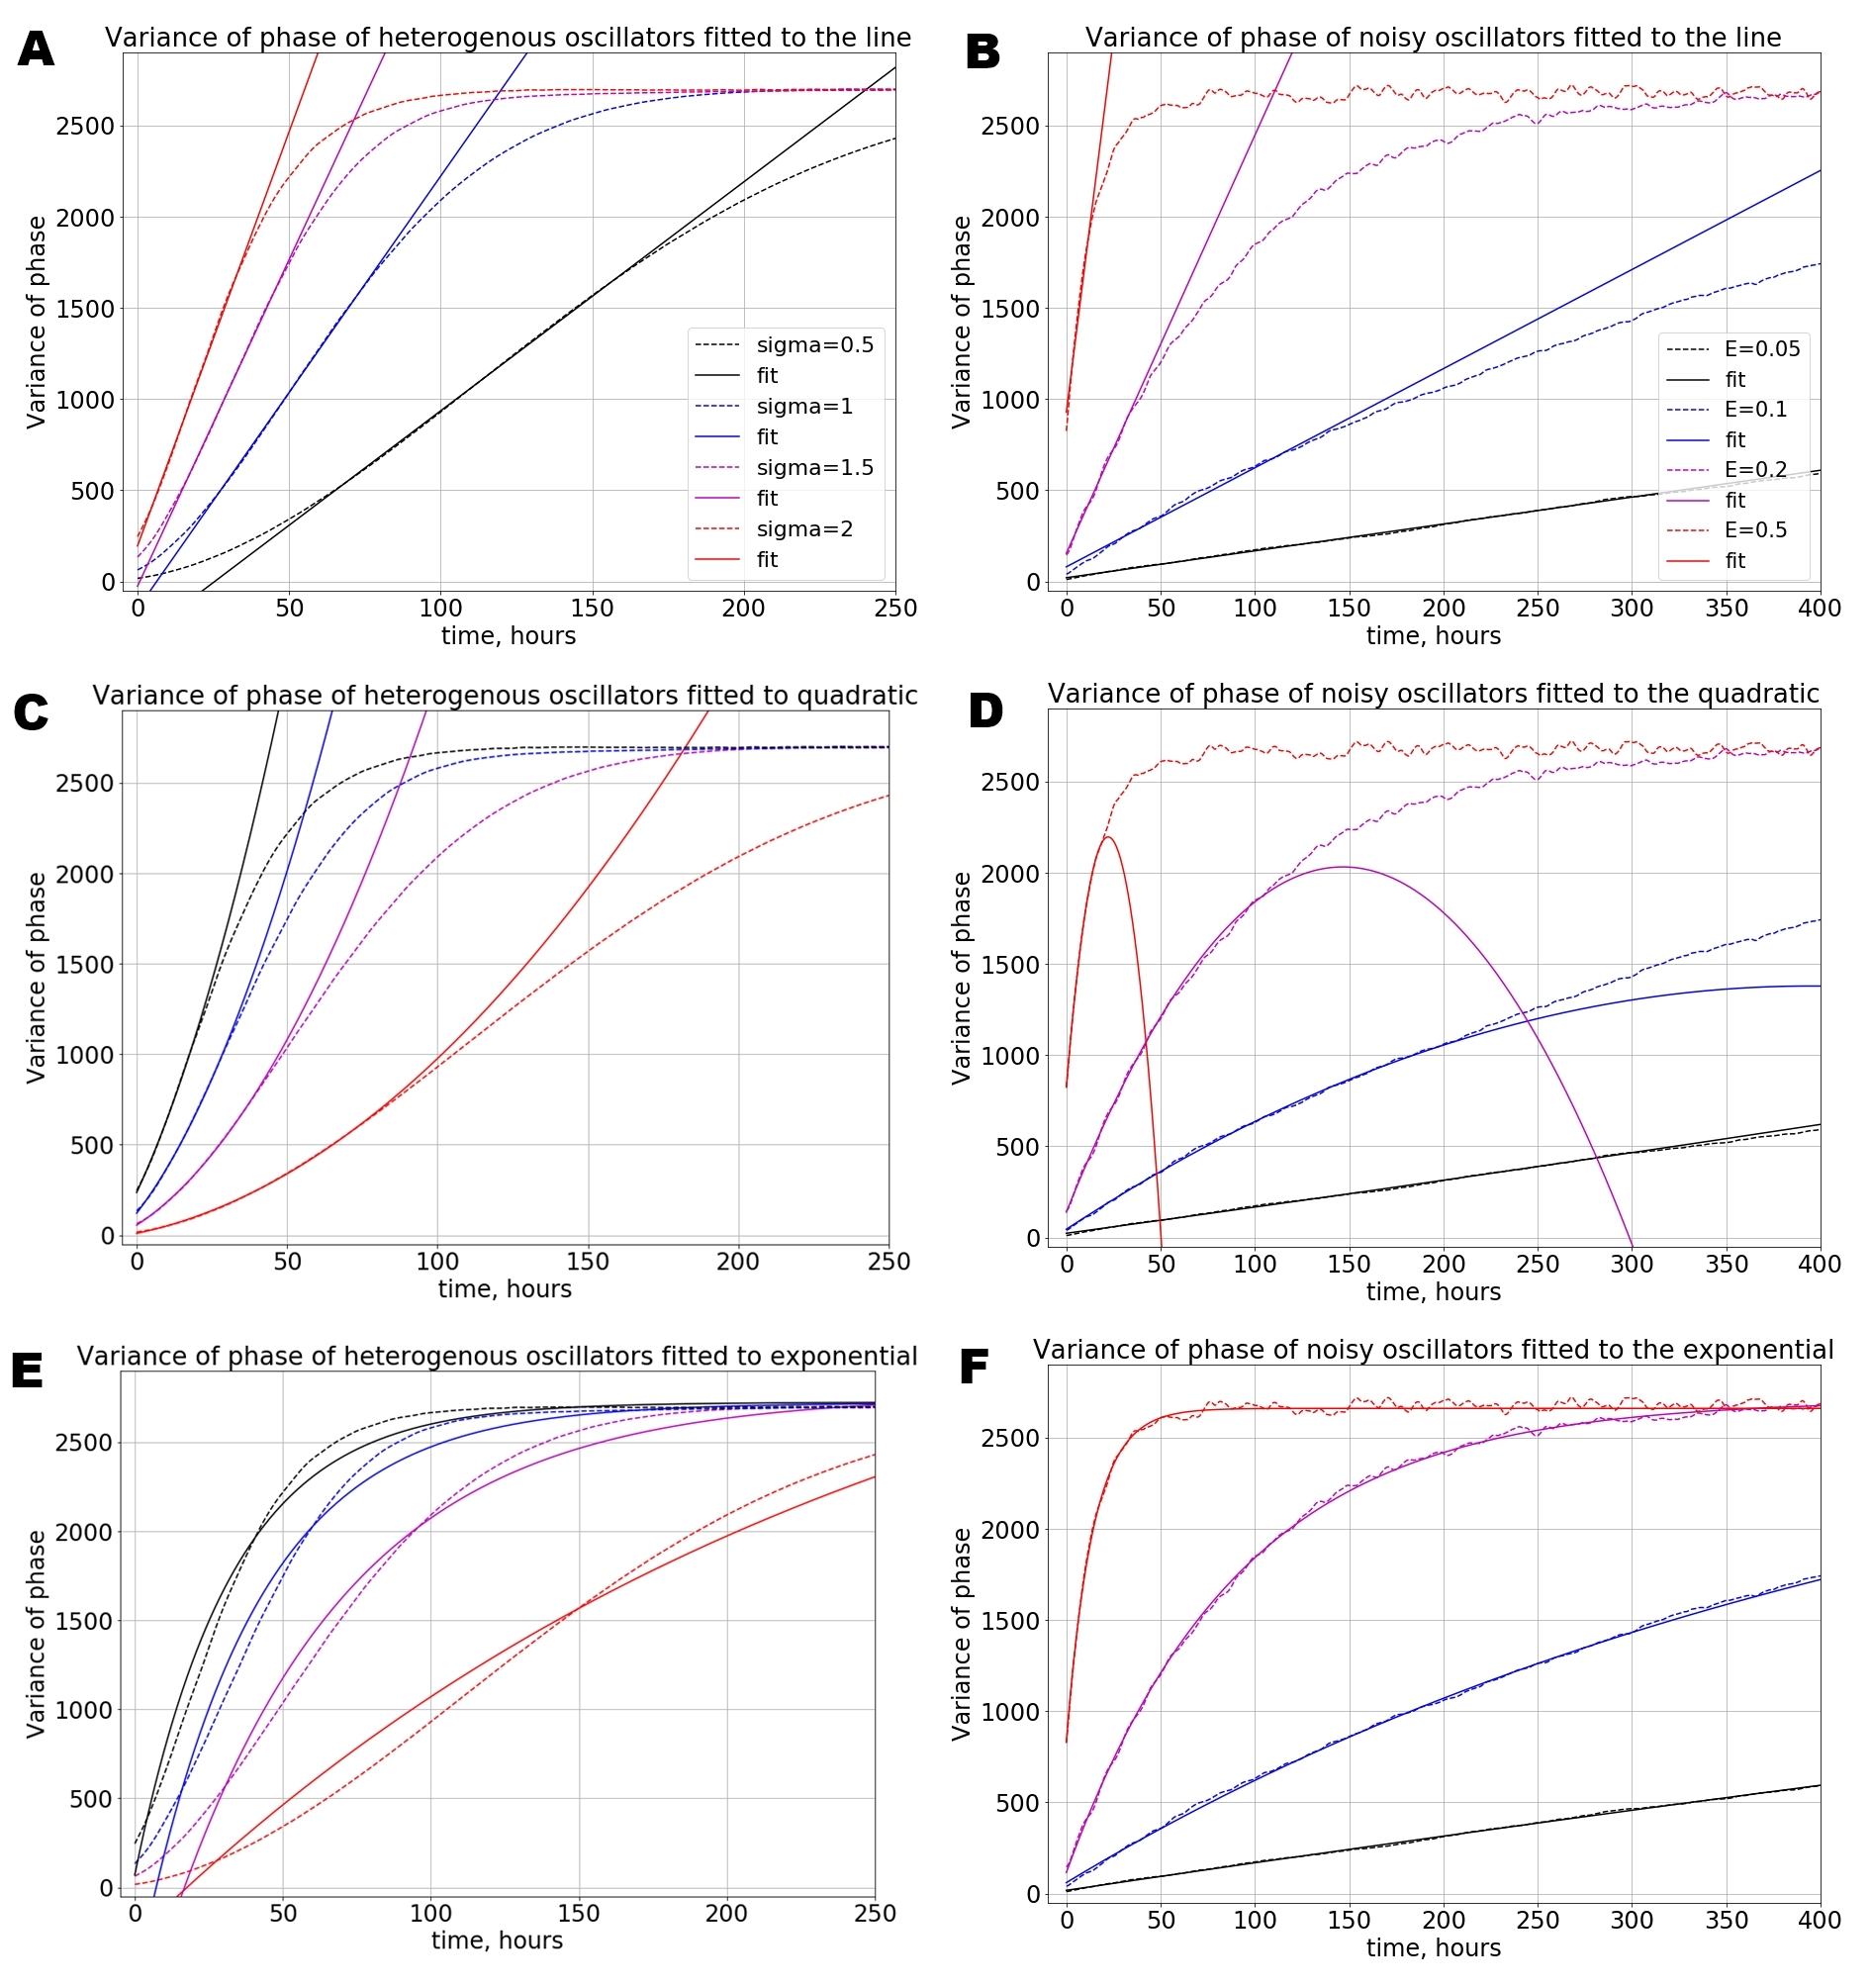 A
Variance of phase of heterogenous oscillators fitted to the line
Variance of phase
2500
2000
1500
1000
500
0
sigma=0.5
fit
sigma=1
fit
sigma=1.5
fit
sigma=2
fit
0 50 100 150 200 250
time, hours
B
Variance of phase of noisy oscillators fitted to the line
Variance of phase
2500
2000
1500
1000
500
0
E=0.05
fit
E=0.1
fit
E=0.2
fit
E=0.5
fit
0 50 100 150 200 250 300 350 400
time, hours
C
Variance of phase of heterogenous oscillators fitted to quadratic
Variance of phase
2500
2000
1500
1000
500
0
0 50 100 150 200 250
time, hours
D
Variance of phase of noisy oscillators fitted to the quadratic
Variance of phase
2500
2000
1500
1000
500
0
0 50 100 150 200 250 300 350 400
time, hours
E
Variance of phase of heterogenous oscillators fitted to exponential
Variance of phase
2500
2000
1500
1000
500
0
0 50 100 150 200 250
time, hours
F
Variance of phase of noisy oscillators fitted to the exponential
Variance of phase
2500
2000
1500
1000
500
0
0 50 100 150 200 250 300 350 400
time, hours